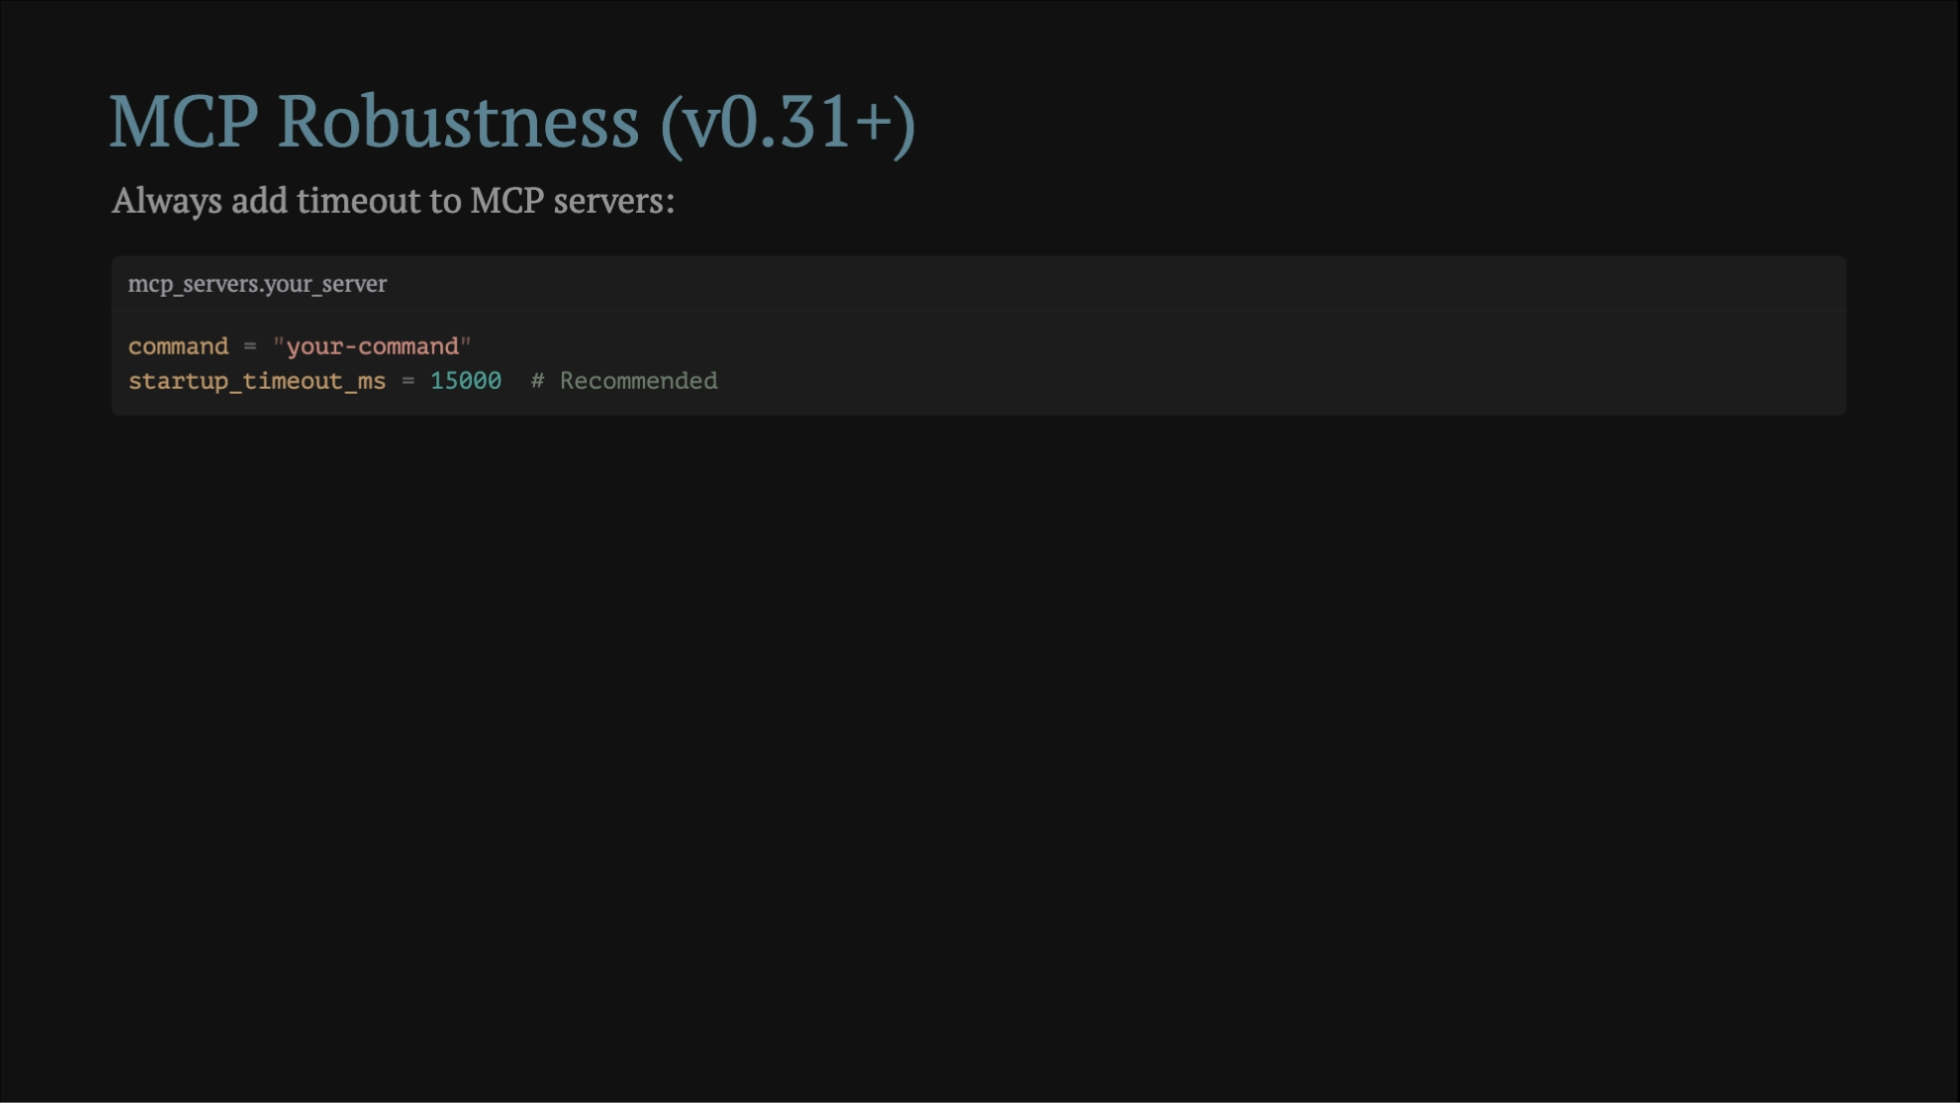 MCP Robustness (v0.31+)
Always add timeout to MCP servers:
mcp_servers.your_server
command = "your-command"
startup_timeout_ms = 15000  # Recommended